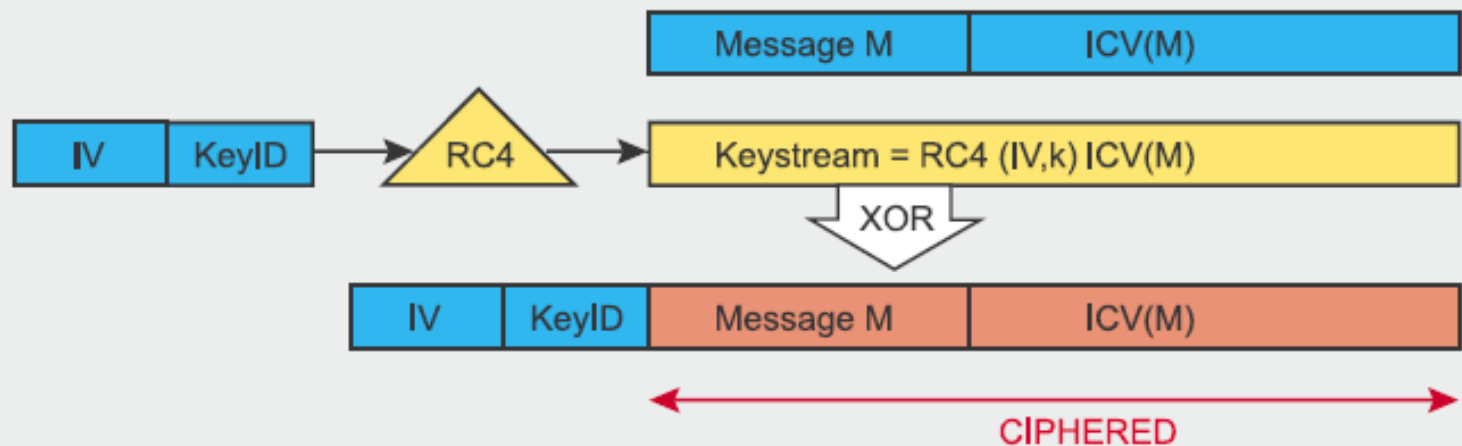 Message M ICV(M)
IV KeyID RC4 Keystream = RC4 (IV,k) ICV(M)
XOR
IV KeyID Message M ICV(M)
CIPHERED